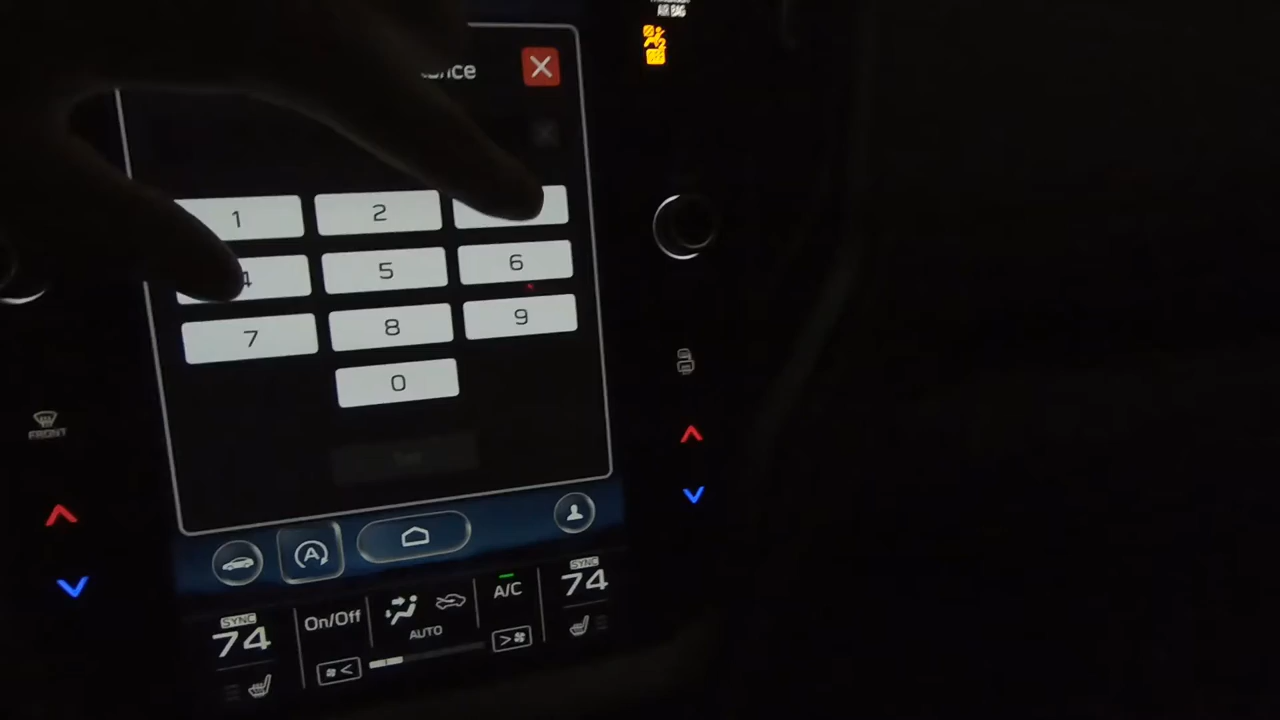 AIR BAG
1 2
4 5 6
7 8 9
0
FRONT
A
SYNC
74
On/Off
AUTO
A/C
SYNC
74